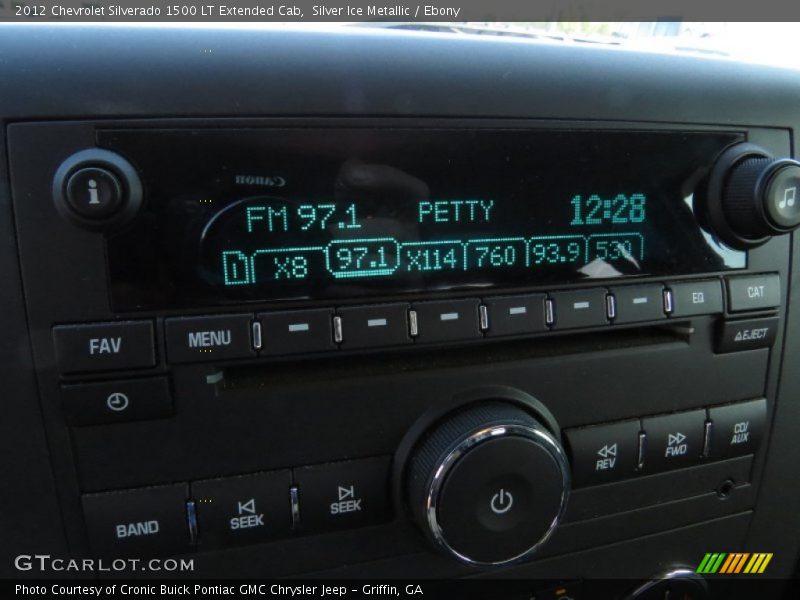 2012 Chevrolet Silverado 1500 LT Extended Cab, Silver Ice Metallic / Ebony
Canon
i
FM 97.1 PETTY 12:28
D X8 97.1 X114 760 93.9 530
FAV MENU EQ CAT
EJECT
REV FWD CD/AUX
BAND SEEK SEEK
GTCARLOT.COM
Photo Courtesy of Cronic Buick Pontiac GMC Chrysler Jeep – Griffin, GA